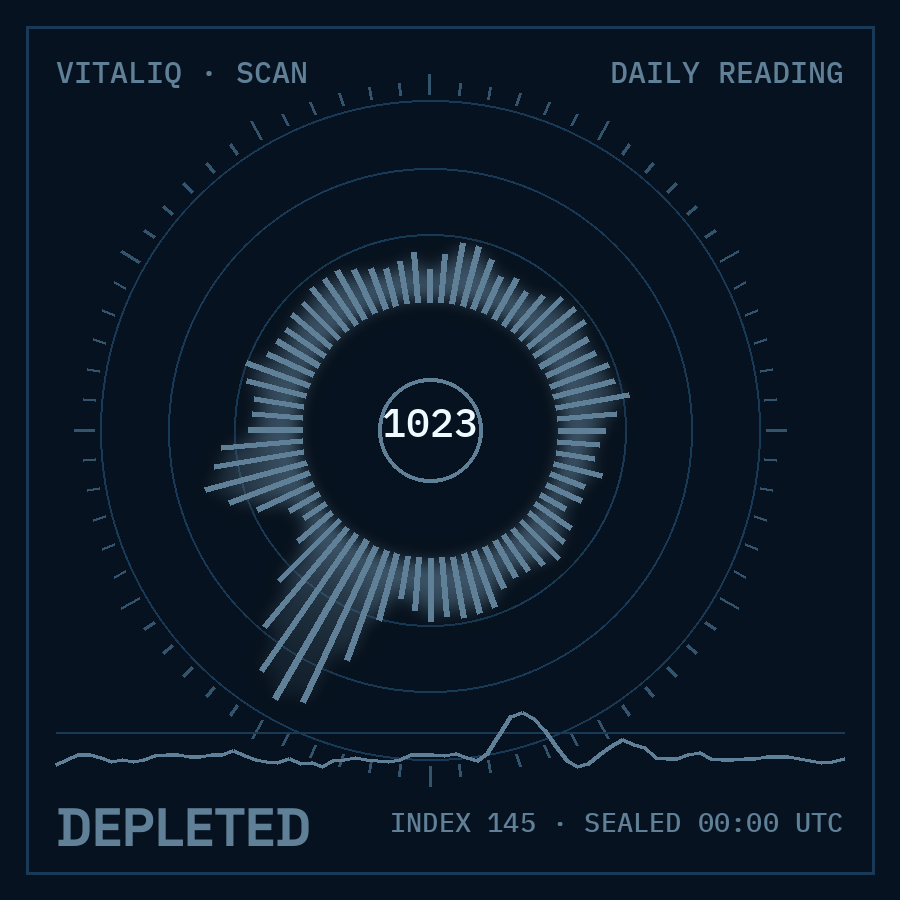 VITALIQ · SCAN
DAILY READING
1023
DEPLETED
INDEX 145 · SEALED 00:00 UTC